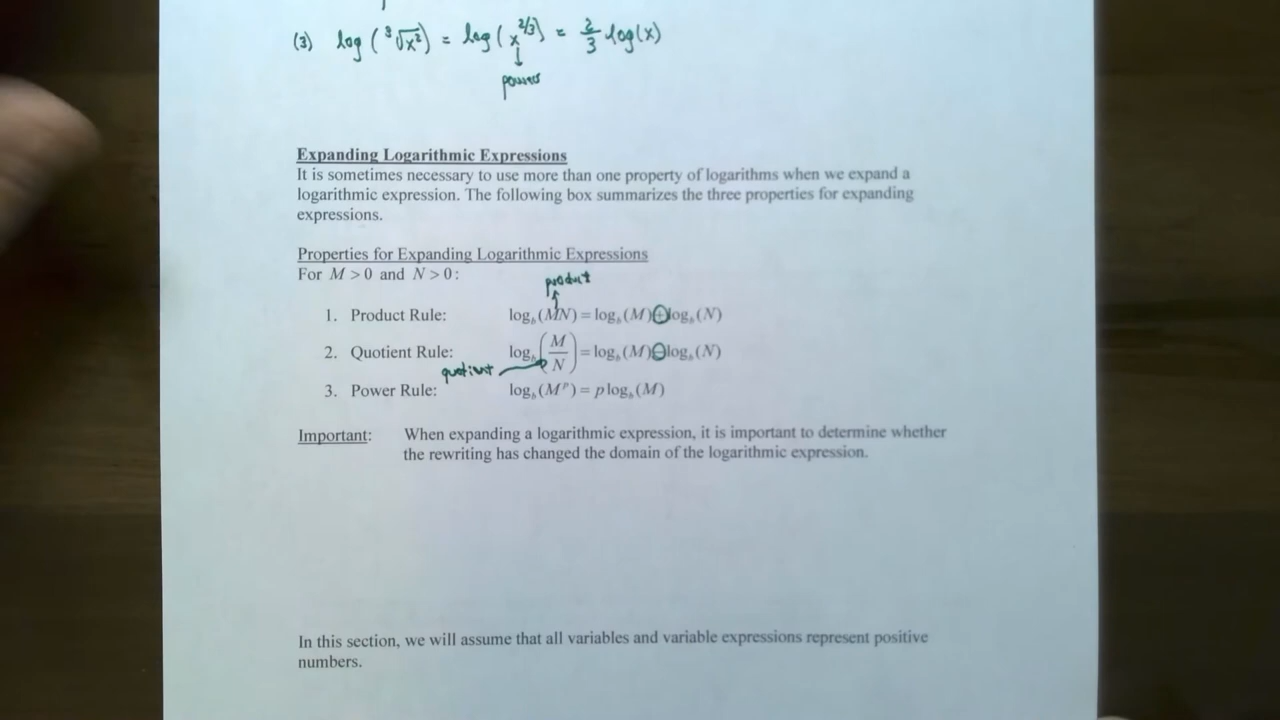 (3) log(∛x²) = log(x^{2/3}) = 2/3 log(x)
power
Expanding Logarithmic Expressions
It is sometimes necessary to use more than one property of logarithms when we expand a
logarithmic expression. The following box summarizes the three properties for expanding
expressions.
Properties for Expanding Logarithmic Expressions
For M > 0 and N > 0:
product
1. Product Rule: log_b(MN) = log_b(M) + log_b(N)
2. Quotient Rule: log_b(M/N) = log_b(M) − log_b(N)
quotient
3. Power Rule: log_b(M^p) = p log_b(M)
Important: When expanding a logarithmic expression, it is important to determine whether
the rewriting has changed the domain of the logarithmic expression.
In this section, we will assume that all variables and variable expressions represent positive
numbers.